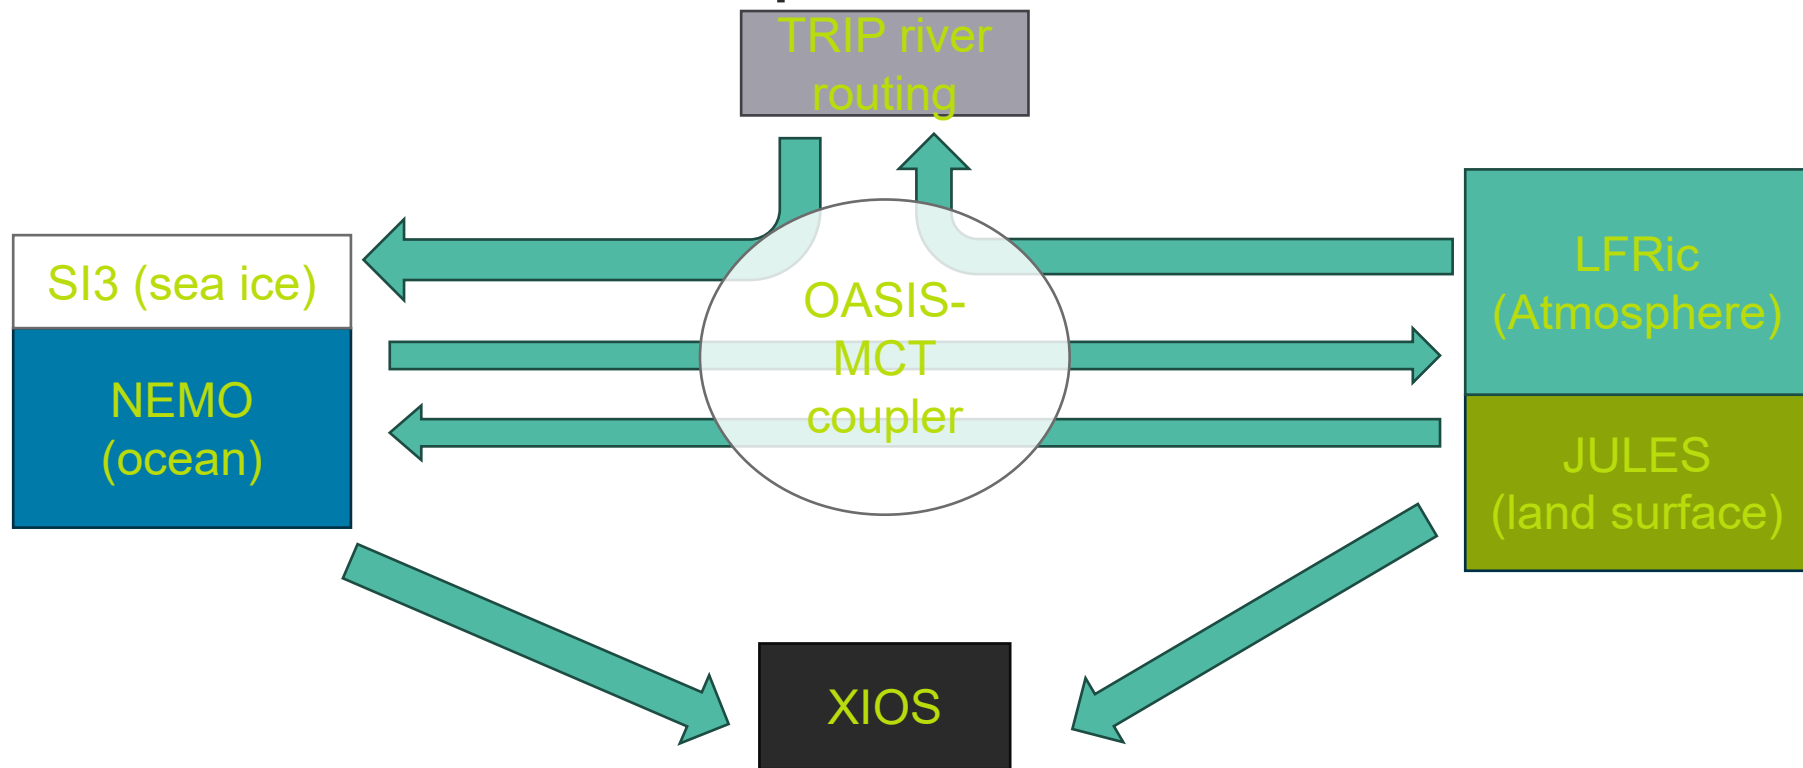 TRIP river
routing
SI3 (sea ice)
NEMO
(ocean)
OASIS-
MCT
coupler
LFRic
(Atmosphere)
JULES
(land surface)
XIOS